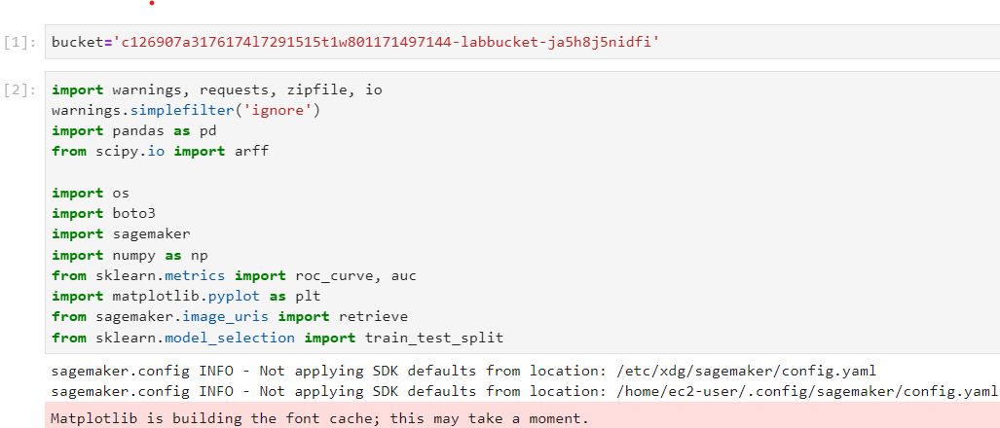 [1]: bucket='c126907a3176174l7291515t1w801171497144-labbucket-ja5h8j5nidfi'
[2]: import warnings, requests, zipfile, io
warnings.simplefilter('ignore')
import pandas as pd
from scipy.io import arff
import os
import boto3
import sagemaker
import numpy as np
from sklearn.metrics import roc_curve, auc
import matplotlib.pyplot as plt
from sagemaker.image_uris import retrieve
from sklearn.model_selection import train_test_split
sagemaker.config INFO - Not applying SDK defaults from location: /etc/xdg/sagemaker/config.yaml
sagemaker.config INFO - Not applying SDK defaults from location: /home/ec2-user/.config/sagemaker/config.yaml
Matplotlib is building the font cache; this may take a moment.